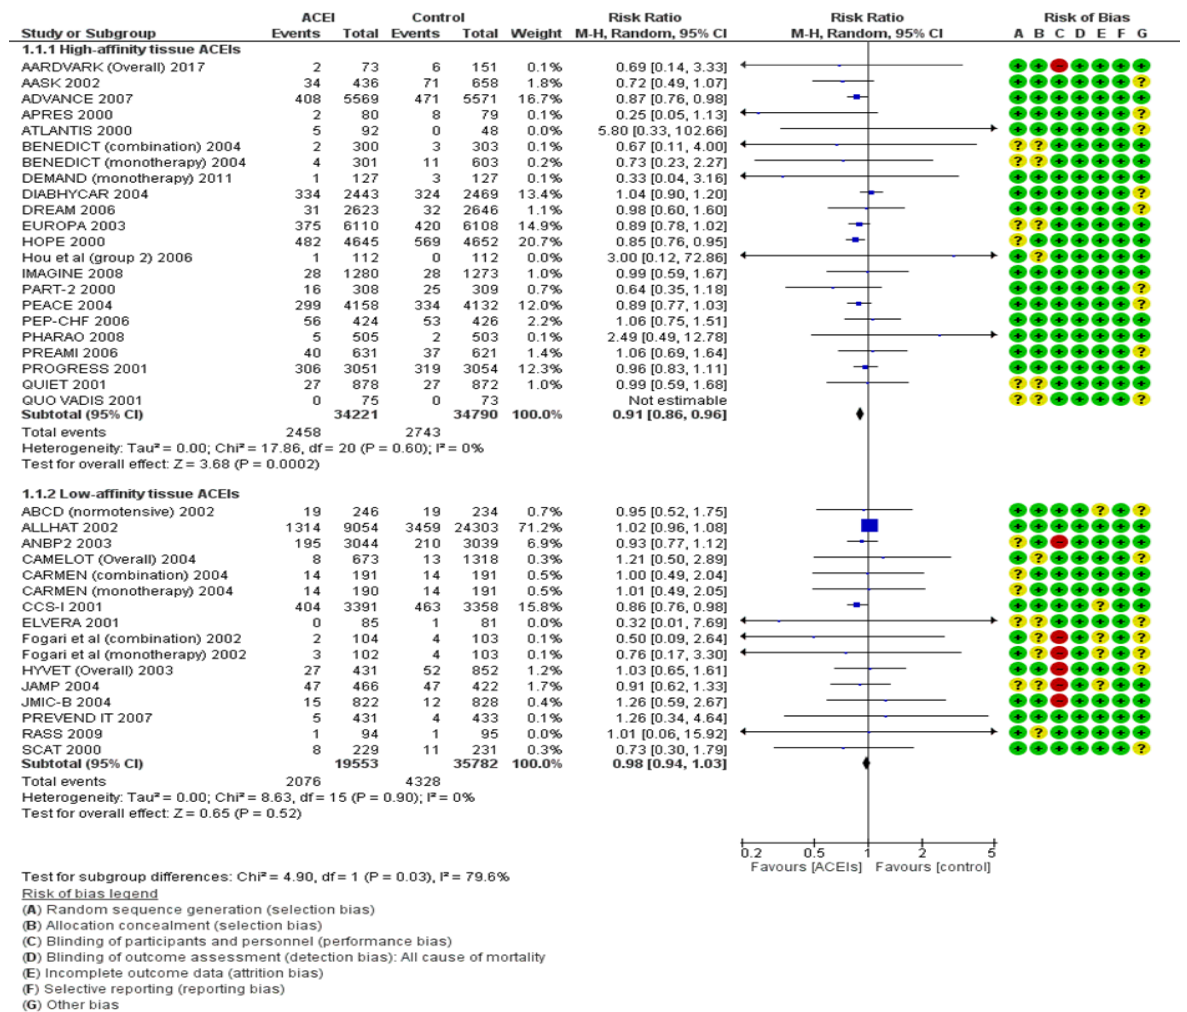 ACEI Control Risk Ratio Risk Ratio Risk of Bias
Study or Subgroup Events Total Events Total Weight M-H, Random, 95% CI M-H, Random, 95% CI A B C D E F G
1.1.1 High-affinity tissue ACEIs
AARDVARK (Overall) 2017 2 73 6 151 0.1% 0.69 [0.14, 3.33] + + - + + + +
AASK 2002 34 436 71 658 1.8% 0.72 [0.49, 1.07] + + + + + + ?
ADVANCE 2007 408 5569 471 5571 16.7% 0.87 [0.76, 0.98] + + + + + + +
APRES 2000 2 80 8 79 0.1% 0.25 [0.05, 1.13] + + + + + + ?
ATLANTIS 2000 5 92 0 48 0.0% 5.80 [0.33, 102.66] + + + + + + ?
BENEDICT (combination) 2004 2 300 3 303 0.1% 0.67 [0.11, 4.00] ? ? + + + + +
BENEDICT (monotherapy) 2004 4 301 11 603 0.2% 0.73 [0.23, 2.27] ? ? + + + + +
DEMAND (monotherapy) 2011 1 127 3 127 0.1% 0.33 [0.04, 3.16] + + + + + + +
DIABHYCAR 2004 334 2443 324 2469 13.4% 1.04 [0.90, 1.20] + + + + + + ?
DREAM 2006 31 2623 32 2646 1.1% 0.98 [0.60, 1.60] + + + + + + ?
EUROPA 2003 375 6110 420 6108 14.9% 0.89 [0.78, 1.02] ? ? + + + + +
HOPE 2000 482 4645 569 4652 20.7% 0.85 [0.76, 0.95] ? + + + + + +
Hou et al (group 2) 2006 1 112 0 112 0.0% 3.00 [0.12, 72.86] + ? + + + + +
IMAGINE 2008 28 1280 28 1273 1.0% 0.99 [0.59, 1.67] + + + + + + +
PART-2 2000 16 308 25 309 0.7% 0.64 [0.35, 1.18] + + + + + + ?
PEACE 2004 299 4158 334 4132 12.0% 0.89 [0.77, 1.03] + + + + + + ?
PEP-CHF 2006 56 424 53 426 2.2% 1.06 [0.75, 1.51] + + + + + + +
PHARAO 2008 5 505 2 503 0.1% 2.49 [0.49, 12.78] + + + + + + +
PREAMI 2006 40 631 37 621 1.4% 1.06 [0.69, 1.64] + + + + + + ?
PROGRESS 2001 306 3051 319 3054 12.3% 0.96 [0.83, 1.11] + + + + + + +
QUIET 2001 27 878 27 872 1.0% 0.99 [0.59, 1.68] ? ? + + + + +
QUO VADIS 2001 0 75 0 73 Not estimable ? ? + + + + ?
Subtotal (95% CI) 34221 34790 100.0% 0.91 [0.86, 0.96]
Total events 2458 2743
Heterogeneity: Tau² = 0.00; Chi² = 17.86, df = 20 (P = 0.60); I² = 0%
Test for overall effect: Z = 3.68 (P = 0.0002)
1.1.2 Low-affinity tissue ACEIs
ABCD (normotensive) 2002 19 246 19 234 0.7% 0.95 [0.52, 1.75] + + + + ? + ?
ALLHAT 2002 1314 9054 3459 24303 71.2% 1.02 [0.96, 1.08] + + + + + + +
ANBP2 2003 195 3044 210 3039 6.9% 0.93 [0.77, 1.12] ? + - + + + +
CAMELOT (Overall) 2004 8 673 13 1318 0.3% 1.21 [0.50, 2.89] + ? + + + + ?
CARMEN (combination) 2004 14 191 14 191 0.5% 1.00 [0.49, 2.04] ? + + + + + +
CARMEN (monotherapy) 2004 14 190 14 191 0.5% 1.01 [0.49, 2.05] ? + + + + + +
CCS-I 2001 404 3391 463 3358 15.8% 0.86 [0.76, 0.98] + + + + ? + +
ELVERA 2001 0 85 1 81 0.0% 0.32 [0.01, 7.69] ? ? + + ? + ?
Fogari et al (combination) 2002 2 104 4 103 0.1% 0.50 [0.09, 2.64] + ? - + ? + ?
Fogari et al (monotherapy) 2002 3 102 4 103 0.1% 0.76 [0.17, 3.30] + ? - + ? + ?
HYVET (Overall) 2003 27 431 52 852 1.2% 1.03 [0.65, 1.61] + + - + + + ?
JAMP 2004 47 466 47 422 1.7% 0.91 [0.62, 1.33] ? ? - + ? + +
JMIC-B 2004 15 822 12 828 0.4% 1.26 [0.59, 2.67] + + - + + + +
PREVEND IT 2007 5 431 4 433 0.1% 1.26 [0.34, 4.64] + + + + + + +
RASS 2009 1 94 1 95 0.0% 1.01 [0.06, 15.92] + ? + + + + +
SCAT 2000 8 229 11 231 0.3% 0.73 [0.30, 1.79] + + + + + + ?
Subtotal (95% CI) 19553 35782 100.0% 0.98 [0.94, 1.03]
Total events 2076 4328
Heterogeneity: Tau² = 0.00; Chi² = 8.63, df = 15 (P = 0.90); I² = 0%
Test for overall effect: Z = 0.65 (P = 0.52)
0.2 0.5 1 2 5
Favours [ACEIs] Favours [control]
Test for subgroup differences: Chi² = 4.90, df = 1 (P = 0.03), I² = 79.6%
Risk of bias legend
(A) Random sequence generation (selection bias)
(B) Allocation concealment (selection bias)
(C) Blinding of participants and personnel (performance bias)
(D) Blinding of outcome assessment (detection bias): All cause of mortality
(E) Incomplete outcome data (attrition bias)
(F) Selective reporting (reporting bias)
(G) Other bias